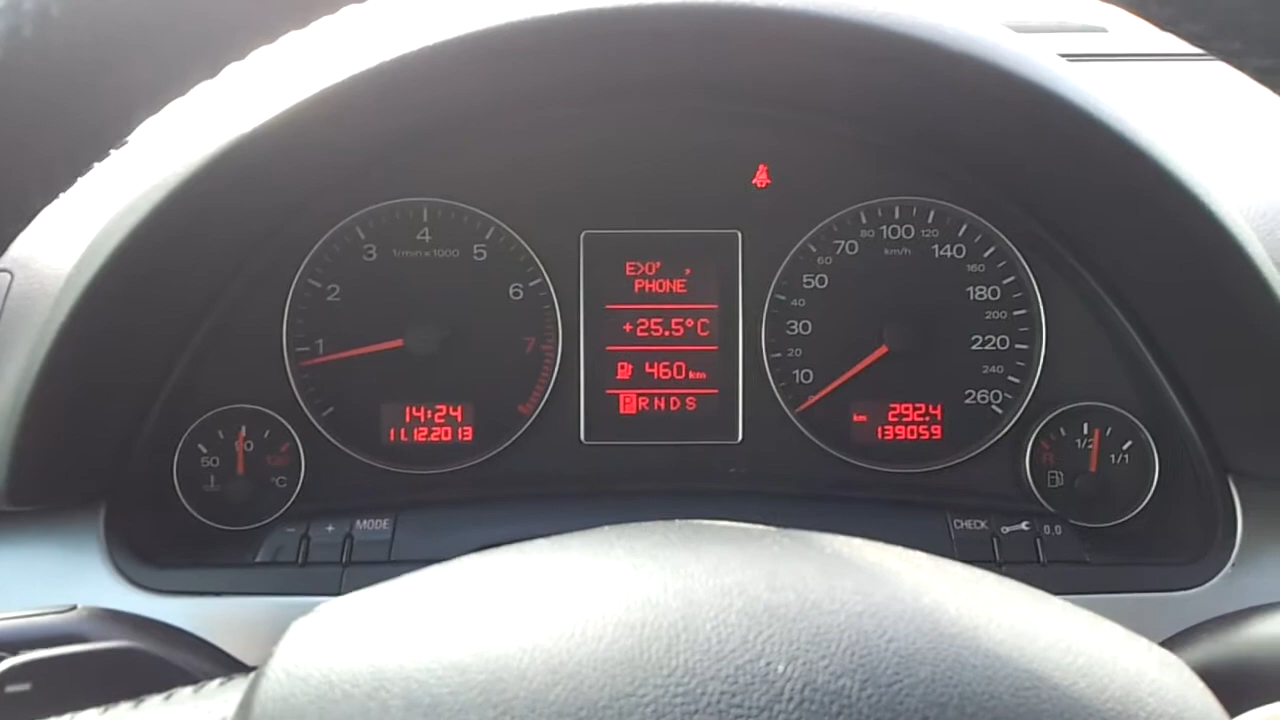 1 2 3 4 5 6 7
1/min x 1000
14:24
11.12.2013
50 90
°C
PHONE
+25.5°C
460 km
P R N D S
10 20 30 40 50 60 70 80 100 120 140 160 180 200 220 240 260
km/h
km 292.4
139059
R 1/2 1/1
- + MODE
CHECK 0.0